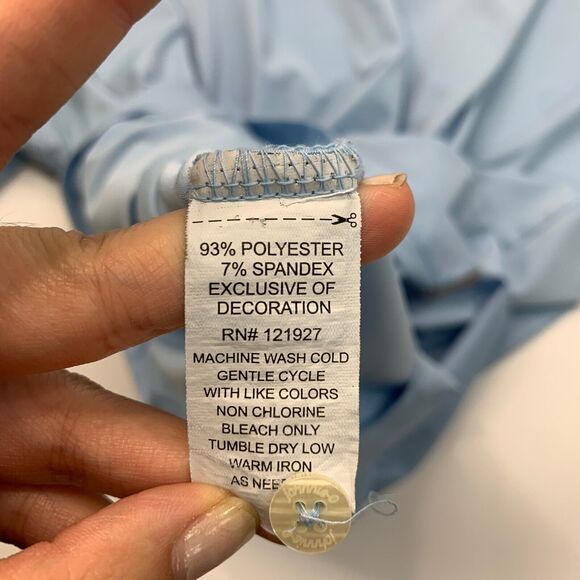 93% POLYESTER
7% SPANDEX
EXCLUSIVE OF
DECORATION
RN# 121927
MACHINE WASH COLD
GENTLE CYCLE
WITH LIKE COLORS
NON CHLORINE
BLEACH ONLY
TUMBLE DRY LOW
WARM IRON
AS